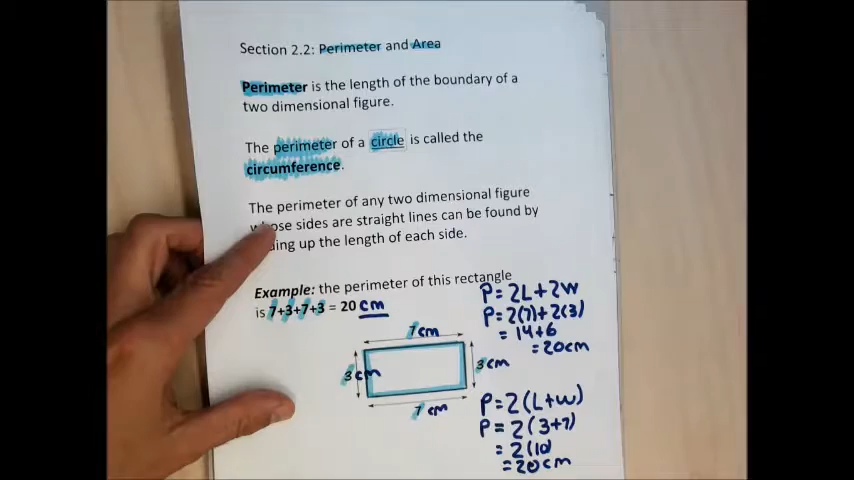 Section 2.2: Perimeter and Area
Perimeter is the length of the boundary of a
two dimensional figure.
The perimeter of a circle is called the
circumference.
The perimeter of any two dimensional figure
whose sides are straight lines can be found by
up the length of each side.
Example: the perimeter of this rectangle
is 7+3+7+3 = 20 cm
P = 2L + 2W
P = 2(7) + 2(3)
= 14 + 6
= 20cm
7cm
3cm
3cm
7 cm
P = 2(L+W)
P = 2(3+7)
= 2(10
= 20cm